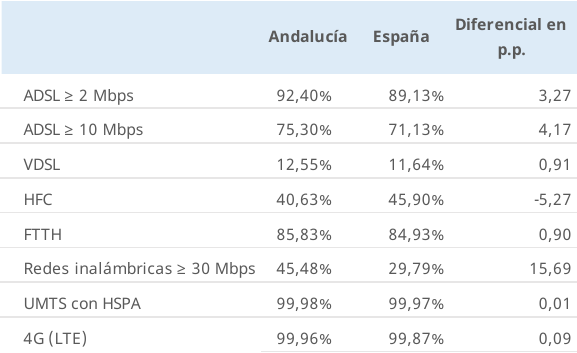 Andalucía España Diferencial en p.p.
ADSL ≥ 2 Mbps 92,40% 89,13% 3,27
ADSL ≥ 10 Mbps 75,30% 71,13% 4,17
VDSL 12,55% 11,64% 0,91
HFC 40,63% 45,90% -5,27
FTTH 85,83% 84,93% 0,90
Redes inalámbricas ≥ 30 Mbps 45,48% 29,79% 15,69
UMTS con HSPA 99,98% 99,97% 0,01
4G (LTE) 99,96% 99,87% 0,09